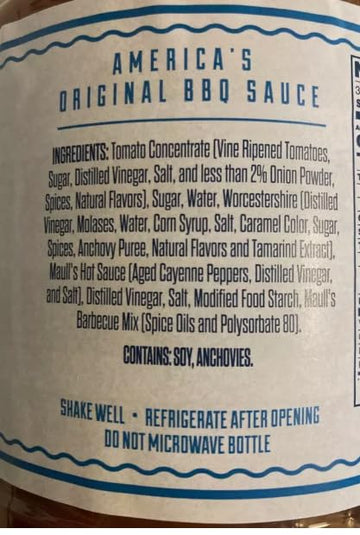 AMERICA'S
ORIGINAL BBQ SAUCE
INGREDIENTS: Tomato Concentrate (Vine Ripened Tomatoes,
Sugar, Distilled Vinegar, Salt, and less than 2% Onion Powder,
Spices, Natural Flavors), Sugar, Water, Worcestershire (Distilled
Vinegar, Molases, Water, Corn Syrup, Salt, Caramel Color, Sugar,
Spices, Anchovy Puree, Natural Flavors and Tamarind Extract),
Maull's Hot Sauce (Aged Cayenne Peppers, Distilled Vinegar,
and Salt), Distilled Vinegar, Salt, Modified Food Starch, Maull's
Barbecue Mix (Spice Oils and Polysorbate 80).
CONTAINS: SOY, ANCHOVIES.
SHAKE WELL • REFRIGERATE AFTER OPENING
DO NOT MICROWAVE BOTTLE